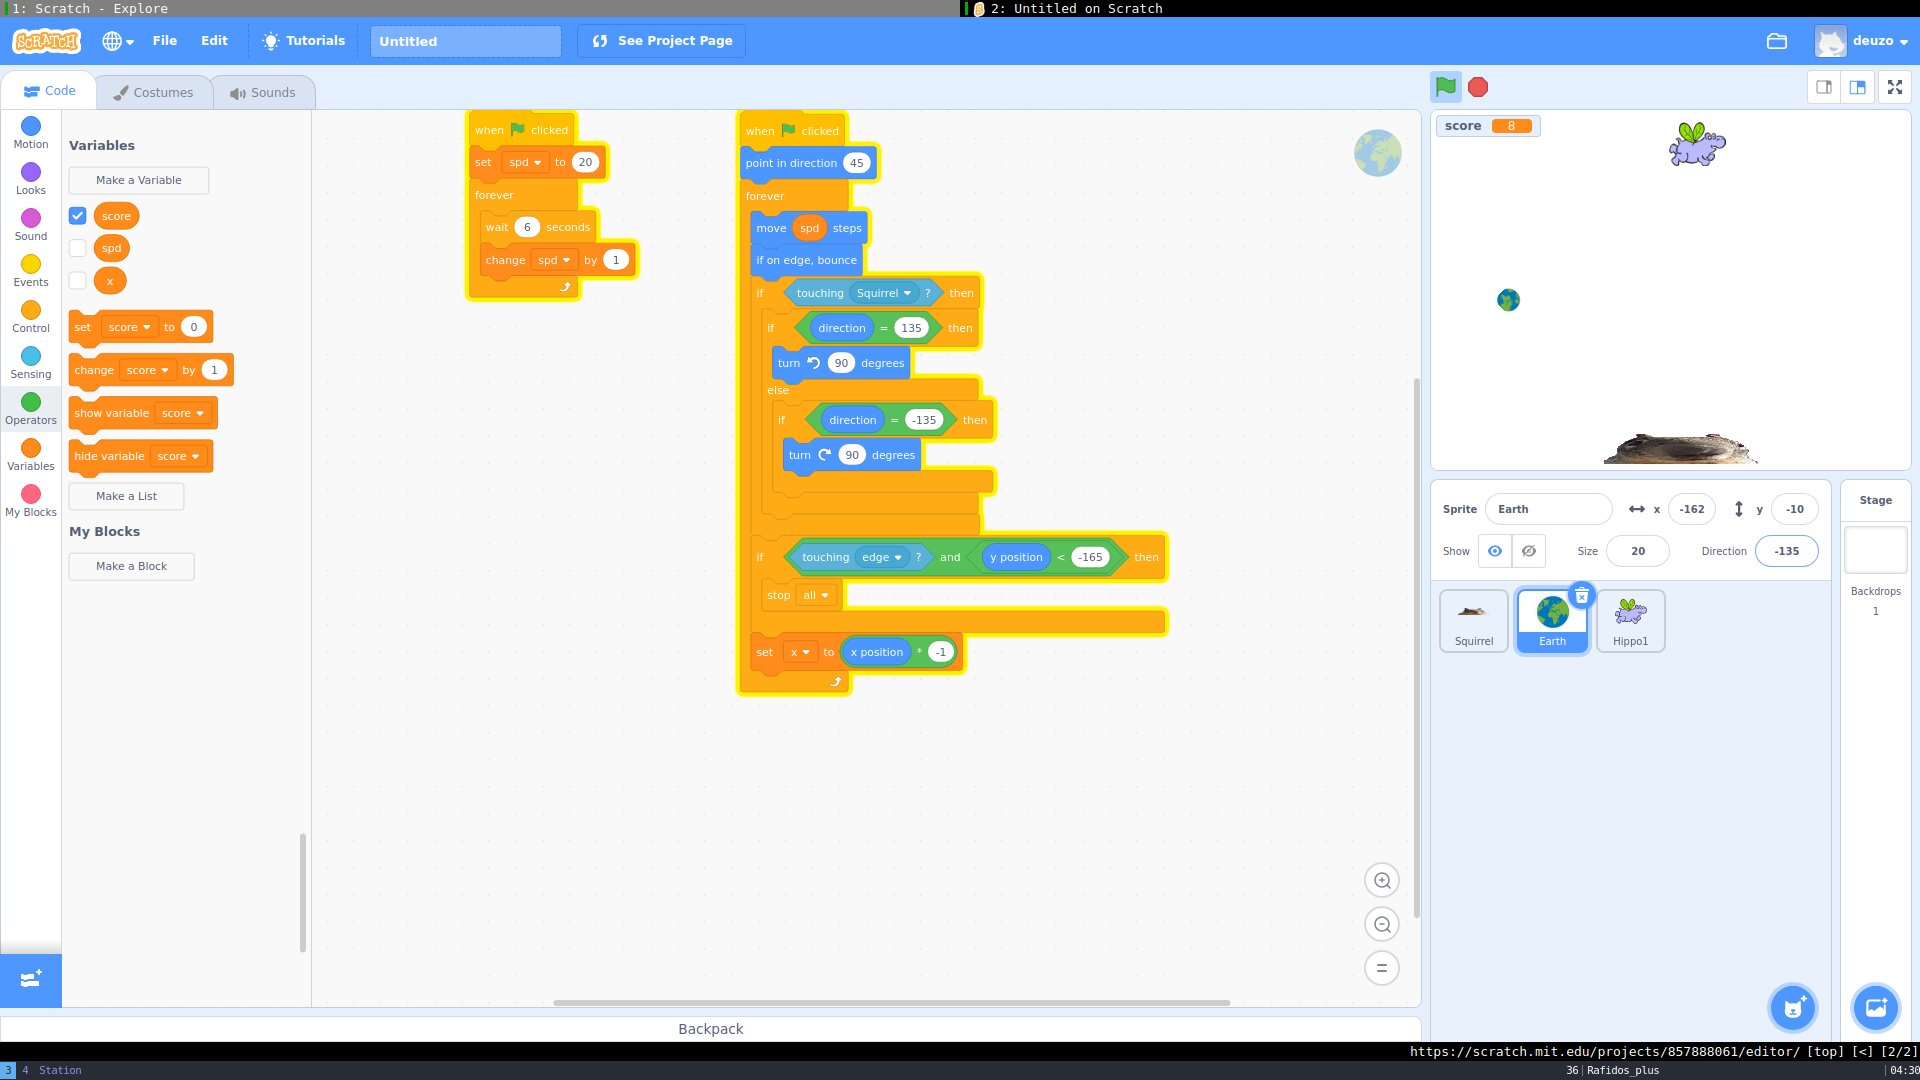 1: Scratch - Explore
2: Untitled on Scratch
SCRATCH
File
Edit
Tutorials
Untitled
See Project Page
deuzo
Code
Costumes
Sounds
Motion
Looks
Sound
Events
Control
Sensing
Operators
Variables
My Blocks
Variables
Make a Variable
score
spd
x
set score to 0
change score by 1
show variable score
hide variable score
Make a List
My Blocks
Make a Block
when clicked
set spd to 20
forever
wait 6 seconds
change spd by 1
when clicked
point in direction 45
forever
move spd steps
if on edge, bounce
if touching Squirrel ? then
if direction = 135 then
turn 90 degrees
else
if direction = -135 then
turn 90 degrees
if touching edge ? and y position < -165 then
stop all
set x to x position * -1
Backpack
score 8
Sprite Earth x -162 y -10
Show Size 20 Direction -135
Squirrel
Earth
Hippo1
Stage
Backdrops
1
https://scratch.mit.edu/projects/857888061/editor/ [top] [<] [2/2]
3 4 Station
36 Rafidos_plus
04:30